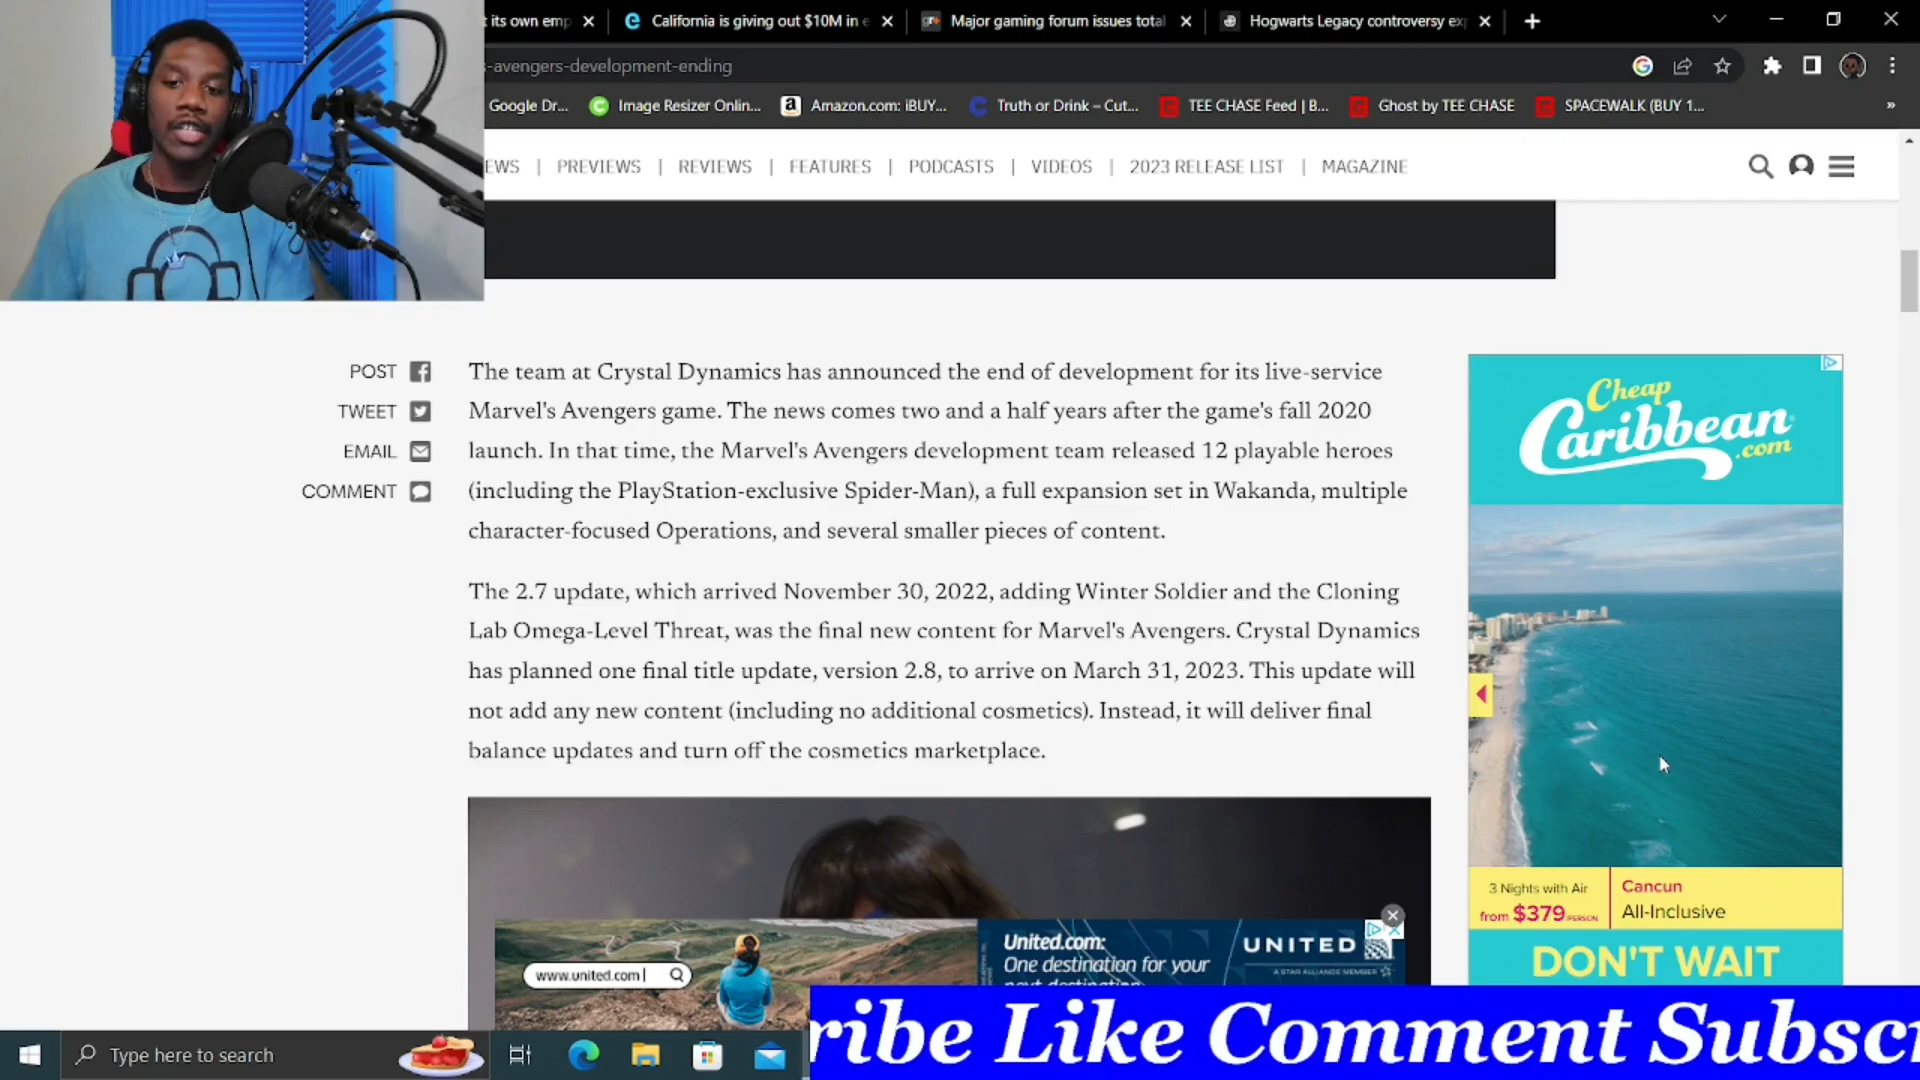 t its own emp
California is giving out $10M in e
Major gaming forum issues total
Hogwarts Legacy controversy exp
s-avengers-development-ending
Google Dr...
Image Resizer Onlin...
Amazon.com: iBUY...
Truth or Drink – Cut...
TEE CHASE Feed | B...
Ghost by TEE CHASE
SPACEWALK (BUY 1...
»
EWS | PREVIEWS | REVIEWS | FEATURES | PODCASTS | VIDEOS | 2023 RELEASE LIST | MAGAZINE
POST
TWEET
EMAIL
COMMENT
The team at Crystal Dynamics has announced the end of development for its live-service
Marvel's Avengers game. The news comes two and a half years after the game's fall 2020
launch. In that time, the Marvel's Avengers development team released 12 playable heroes
(including the PlayStation-exclusive Spider-Man), a full expansion set in Wakanda, multiple
character-focused Operations, and several smaller pieces of content.
The 2.7 update, which arrived November 30, 2022, adding Winter Soldier and the Cloning
Lab Omega-Level Threat, was the final new content for Marvel's Avengers. Crystal Dynamics
has planned one final title update, version 2.8, to arrive on March 31, 2023. This update will
not add any new content (including no additional cosmetics). Instead, it will deliver final
balance updates and turn off the cosmetics marketplace.
Cheap
Caribbean
.com
3 Nights with Air
from $379/PERSON
Cancun
All-Inclusive
DON'T WAIT
www.united.com
United.com:
One destination for your
next destination
UNITED
A STAR ALLIANCE MEMBER
Type here to search
ribe Like Comment Subscr